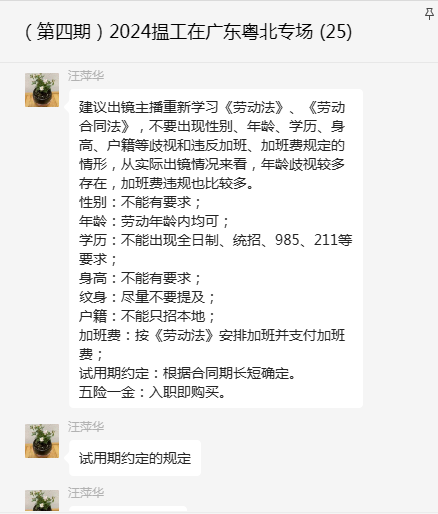 （第四期）2024揾工在广东粤北专场 (25)
汪萍华
建议出镜主播重新学习《劳动法》、《劳动
合同法》，不要出现性别、年龄、学历、身
高、户籍等歧视和违反加班、加班费规定的
情形，从实际出镜情况来看，年龄歧视较多
存在，加班费违规也比较多。
性别：不能有要求；
年龄：劳动年龄内均可；
学历：不能出现全日制、统招、985、211等
要求；
身高：不能有要求；
纹身：尽量不要提及；
户籍：不能只招本地；
加班费：按《劳动法》安排加班并支付加班
费；
试用期约定：根据合同期长短确定。
五险一金：入职即购买。
汪萍华
试用期约定的规定
汪萍华